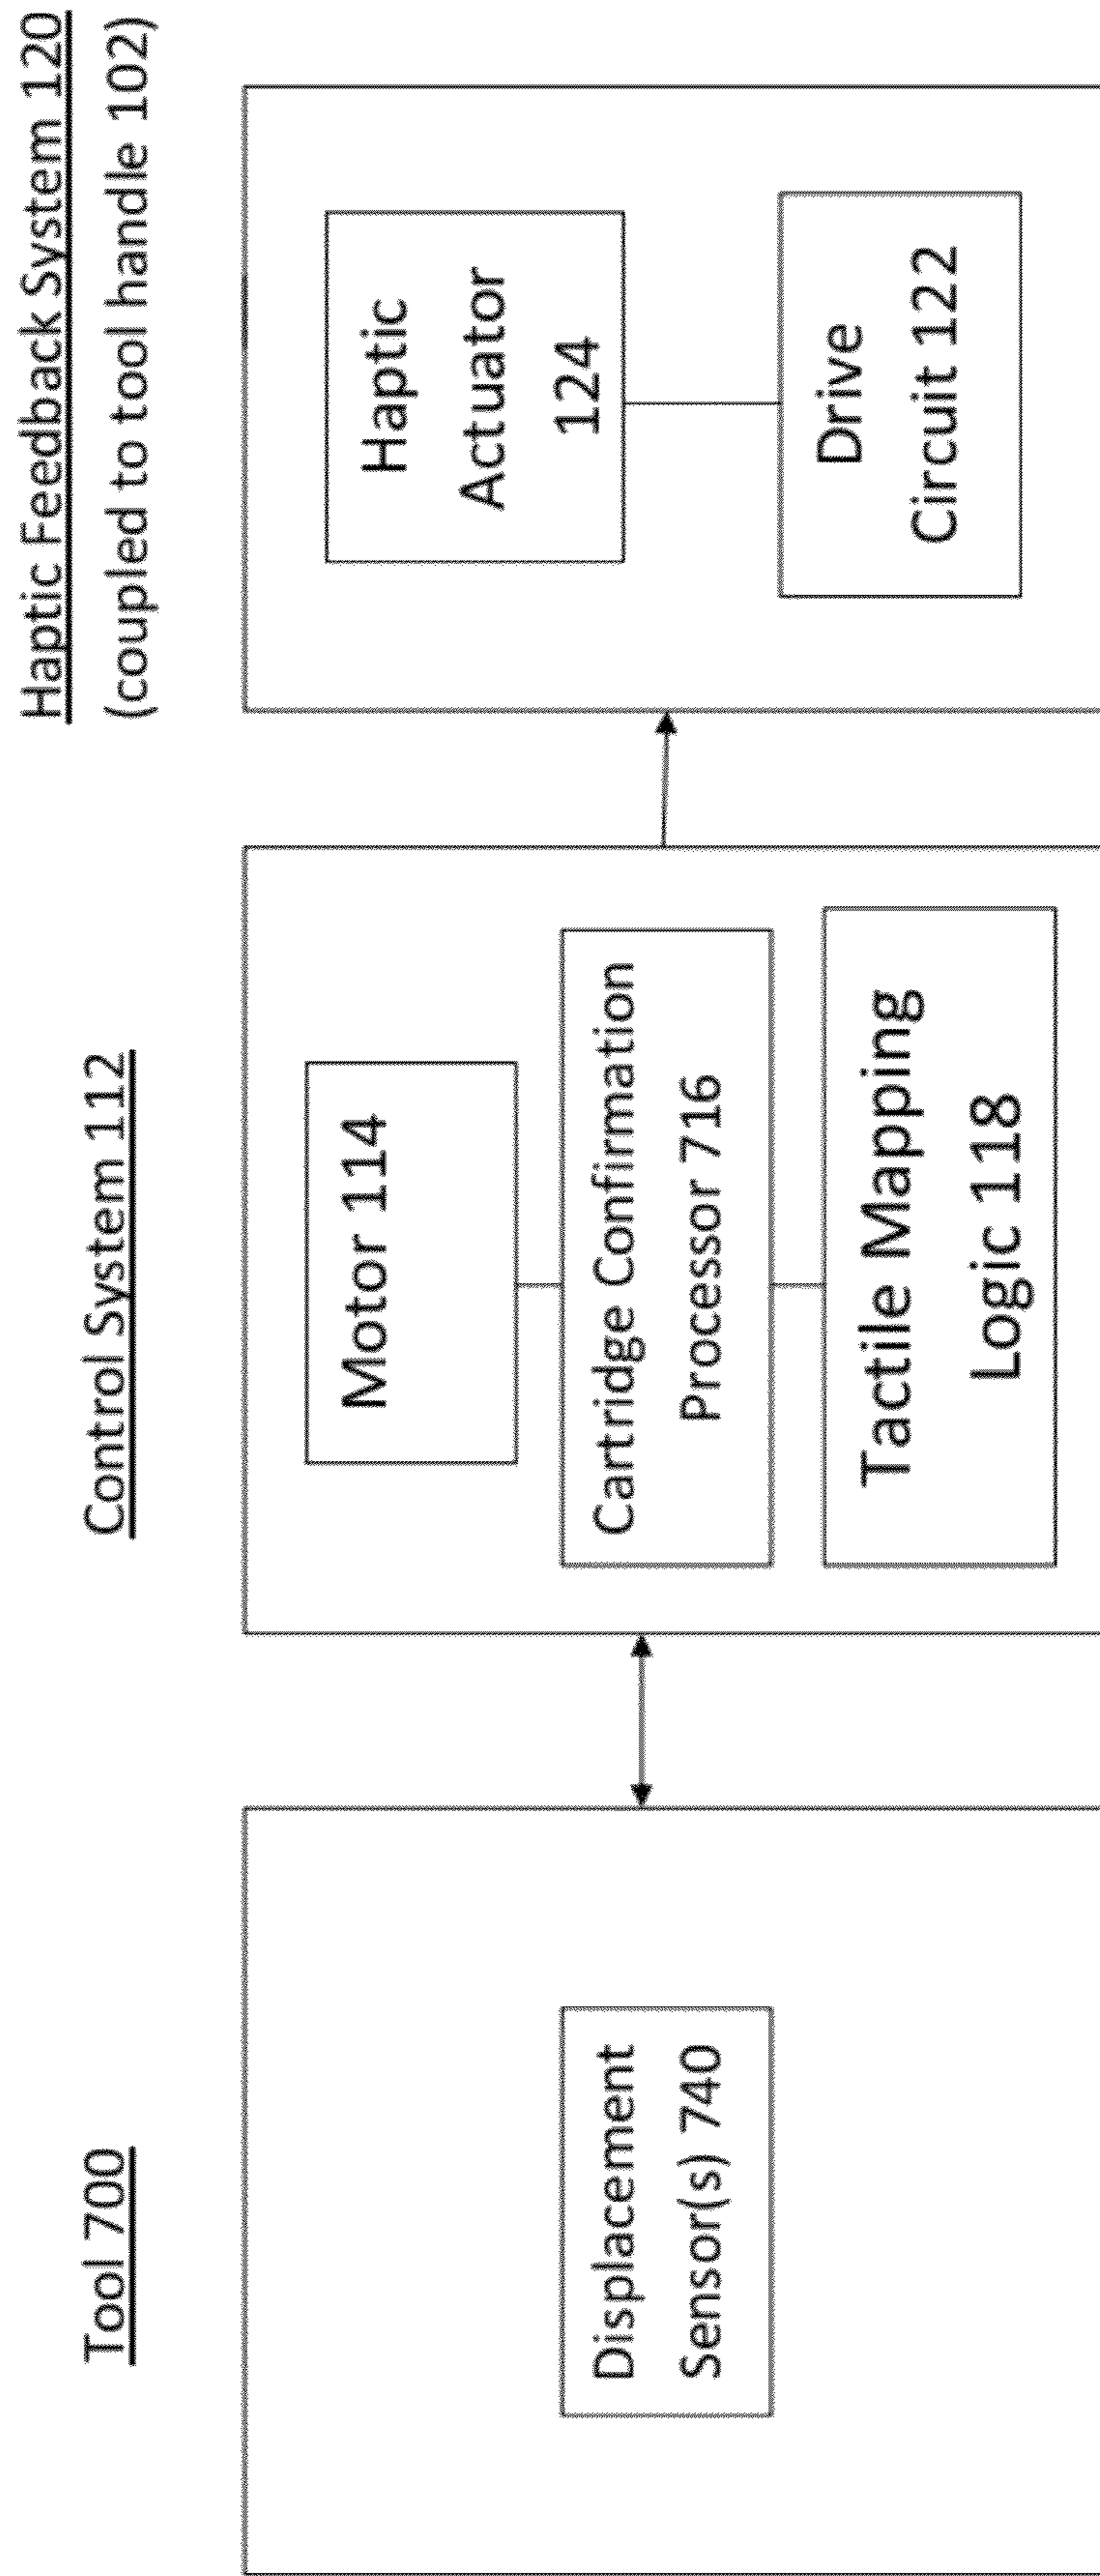 Tool 700
Displacement
Sensor(s) 740
Control System 112
Motor 114
Cartridge Confirmation
Processor 716
Tactile Mapping
Logic 118
Haptic Feedback System 120
(coupled to tool handle 102)
Haptic
Actuator
124
Drive
Circuit 122